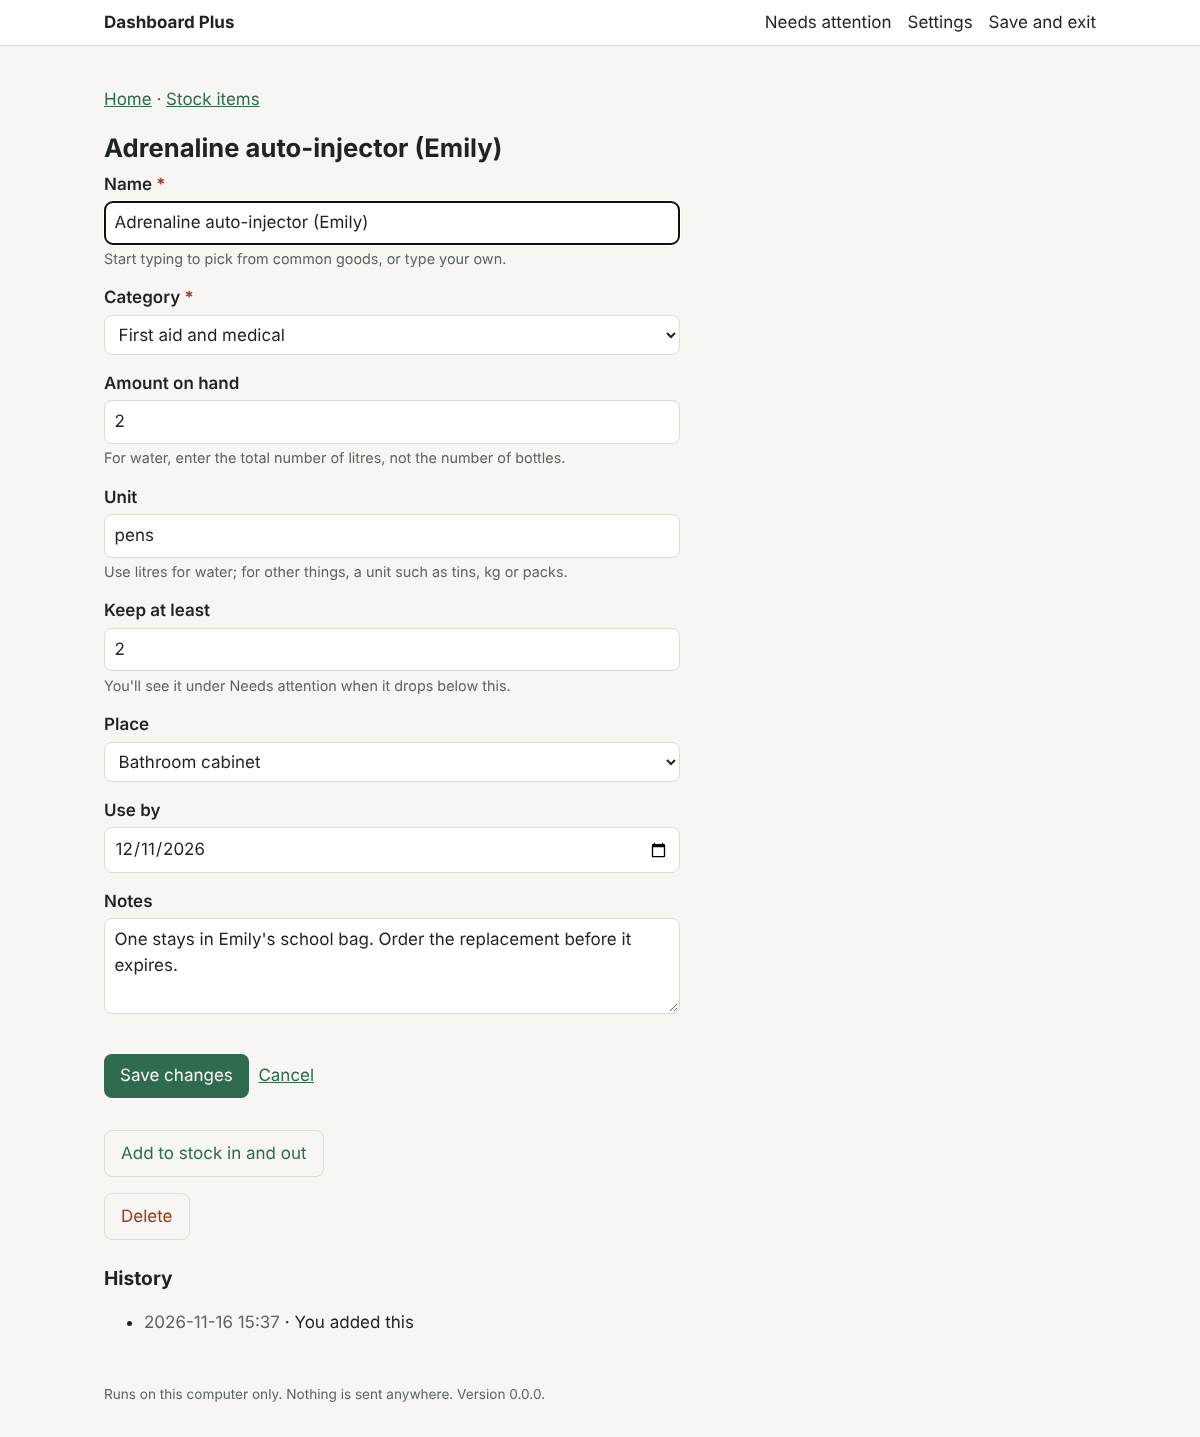 Dashboard Plus
Needs attention Settings Save and exit
Home · Stock items
Adrenaline auto-injector (Emily)
Name *
Adrenaline auto-injector (Emily)
Start typing to pick from common goods, or type your own.
Category *
First aid and medical
Amount on hand
2
For water, enter the total number of litres, not the number of bottles.
Unit
pens
Use litres for water; for other things, a unit such as tins, kg or packs.
Keep at least
2
You'll see it under Needs attention when it drops below this.
Place
Bathroom cabinet
Use by
12/11/2026
Notes
One stays in Emily's school bag. Order the replacement before it
expires.
Save changes Cancel
Add to stock in and out
Delete
History
2026-11-16 15:37 · You added this
Runs on this computer only. Nothing is sent anywhere. Version 0.0.0.